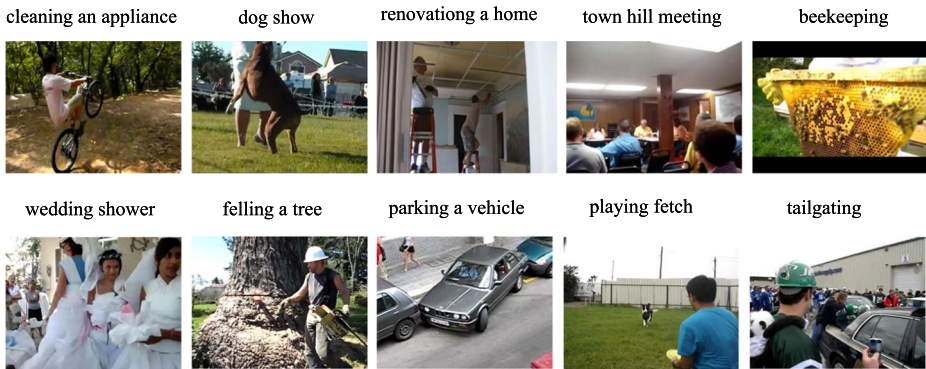 cleaning an appliance
dog show
renovationg a home
town hill meeting
beekeeping
wedding shower
felling a tree
parking a vehicle
playing fetch
tailgating